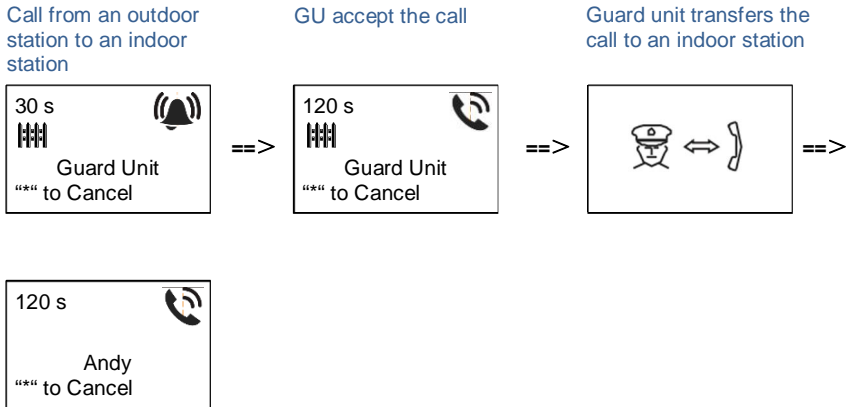 Call from an outdoor
station to an indoor
station
GU accept the call
Guard unit transfers the
call to an indoor station
30 s
Guard Unit
“*“ to Cancel
==>
120 s
Guard Unit
“*“ to Cancel
==>
==>
120 s
Andy
“*“ to Cancel